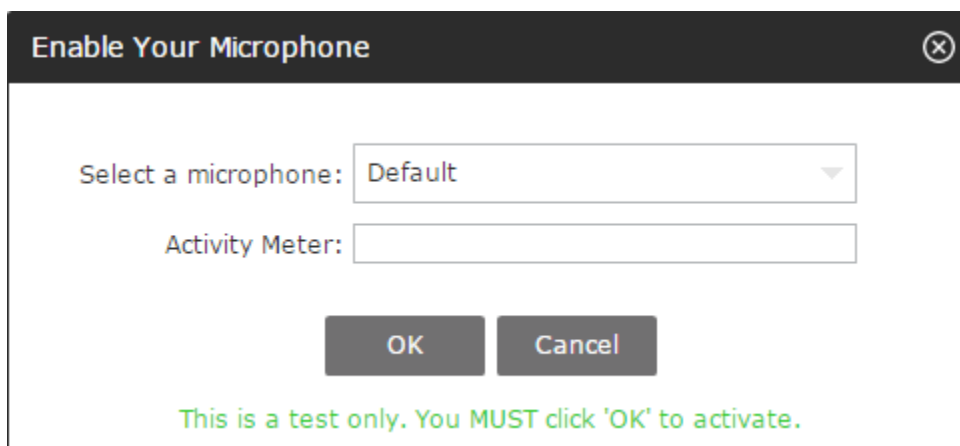 Enable Your Microphone
Select a microphone: Default
Activity Meter:
OK Cancel
This is a test only. You MUST click 'OK' to activate.